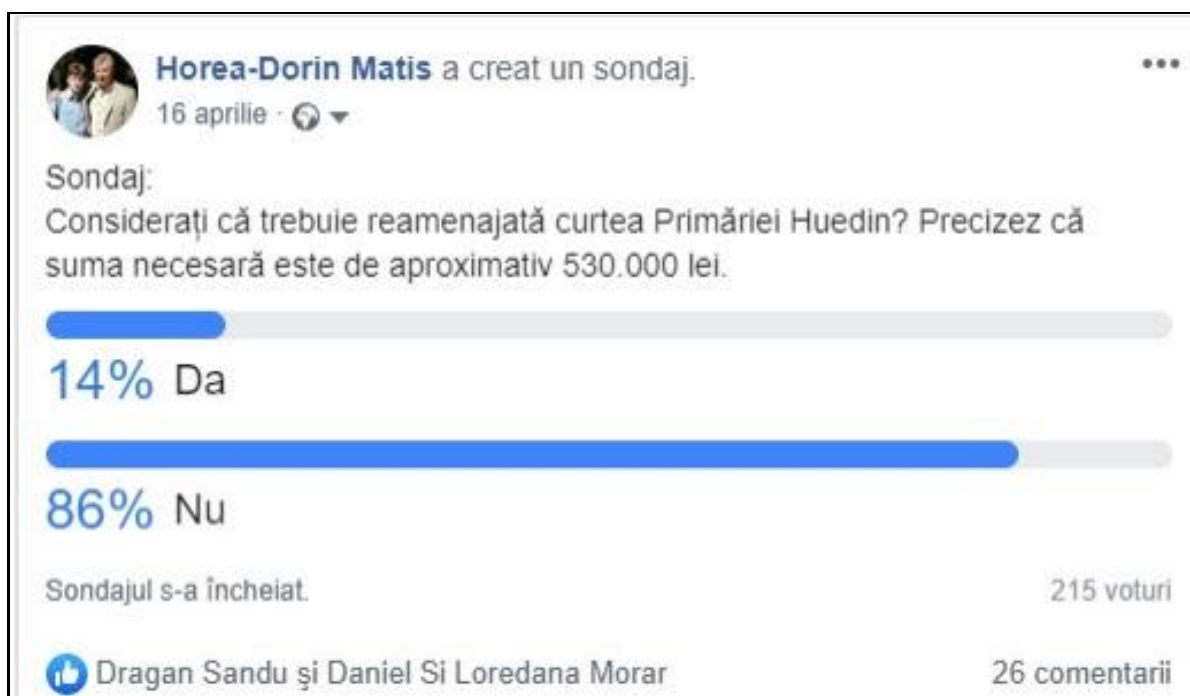 Horea-Dorin Matis a creat un sondaj.
16 aprilie ·
Sondaj:
Considerați că trebuie reamenajată curtea Primăriei Huedin? Precizez că
suma necesară este de aproximativ 530.000 lei.
14% Da
86% Nu
Sondajul s-a încheiat. 215 voturi
Dragan Sandu și Daniel Si Loredana Morar 26 comentarii